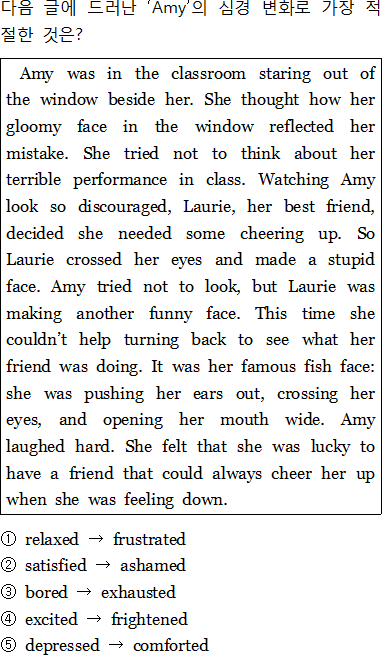 다음 글에 드러난 ‘Amy’의 심경 변화로 가장 적
절한 것은?
Amy was in the classroom staring out of
the window beside her. She thought how her
gloomy face in the window reflected her
mistake. She tried not to think about her
terrible performance in class. Watching Amy
look so discouraged, Laurie, her best friend,
decided she needed some cheering up. So
Laurie crossed her eyes and made a stupid
face. Amy tried not to look, but Laurie was
making another funny face. This time she
couldn’t help turning back to see what her
friend was doing. It was her famous fish face:
she was pushing her ears out, crossing her
eyes, and opening her mouth wide. Amy
laughed hard. She felt that she was lucky to
have a friend that could always cheer her up
when she was feeling down.
① relaxed → frustrated
② satisfied → ashamed
③ bored → exhausted
④ excited → frightened
⑤ depressed → comforted